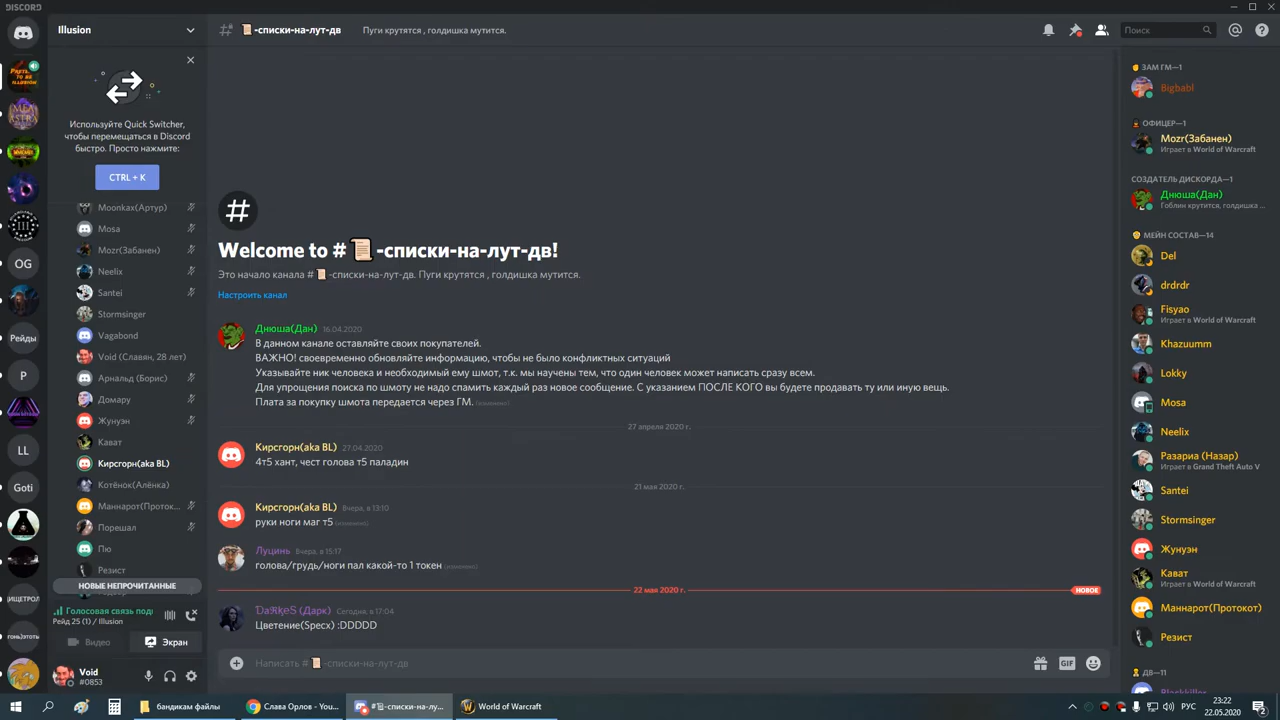 DISCORD
Illusion
📜-списки-на-лут-дв
Пуги крутятся , голдишка мутится.
Поиск
Используйте Quick Switcher,
чтобы перемещаться в Discord
быстро. Просто нажмите:
CTRL + K
Moonkax(Артур)
Mosa
Mozr(Забанен)
Neelix
Santei
Stormsinger
Vagabond
Void (Славян, 28 лет)
Арнальд (Борис)
Домару
Жунуэн
Кават
Кирсгорн(aka BL)
Котёнок(Алёнка)
Маннарот(Проток...
Порешал
Пю
Резист
НОВЫЕ НЕПРОЧИТАННЫЕ
Голосовая связь под
Рейд 25 (1) / Illusion
Видео
Экран
Void
#0853
OG
Рейды
P
LL
Goti
ИЩЕТРОЛ
гонь]этоты
Welcome to #📜-списки-на-лут-дв!
Это начало канала #📜-списки-на-лут-дв. Пуги крутятся , голдишка мутится.
Настроить канал
Днюша(Дан) 16.04.2020
В данном канале оставляйте своих покупателей.
ВАЖНО! своевременно обновляйте информацию, чтобы не было конфликтных ситуаций
Указывайте ник человека и необходимый ему шмот, т.к. мы научены тем, что один человек может написать сразу всем.
Для упрощения поиска по шмоту не надо спамить каждый раз новое сообщение. С указанием ПОСЛЕ КОГО вы будете продавать ту или иную вещь.
Плата за покупку шмота передается через ГМ. (изменено)
27 апреля 2020 г.
Кирсгорн(aka BL) 27.04.2020
4т5 хант, чест голова т5 паладин
21 мая 2020 г.
Кирсгорн(aka BL) Вчера, в 13:10
руки ноги маг т5 (изменено)
Луцинь Вчера, в 15:17
голова/грудь/ноги пал какой-то 1 токен (изменено)
22 мая 2020 г.
НОВОЕ
(Дарк) Сегодня, в 17:04
Цветение(Specx) :DDDDD
Написать #📜-списки-на-лут-дв
GIF
ЗАМ ГМ—1
Bigbabl
ОФИЦЕР—1
Mozr(Забанен)
Играет в World of Warcraft
СОЗДАТЕЛЬ ДИСКОРДА—1
Днюша(Дан)
Гоблин крутится, голдишка ...
МЕЙН СОСТАВ—14
Del
drdrdr
Fisyao
Играет в World of Warcraft
Khazuumm
Lokky
Mosa
Neelix
Разариа (Назар)
Играет в Grand Theft Auto V
Santei
Stormsinger
Жунуэн
Кават
Играет в World of Warcraft
Маннарот(Протокот)
Резист
ДВ—11
Blackkiller
бандикам файлы
Слава Орлов – You...
#📜-списки-на-лу...
World of Warcraft
РУС
23:22
22.05.2020